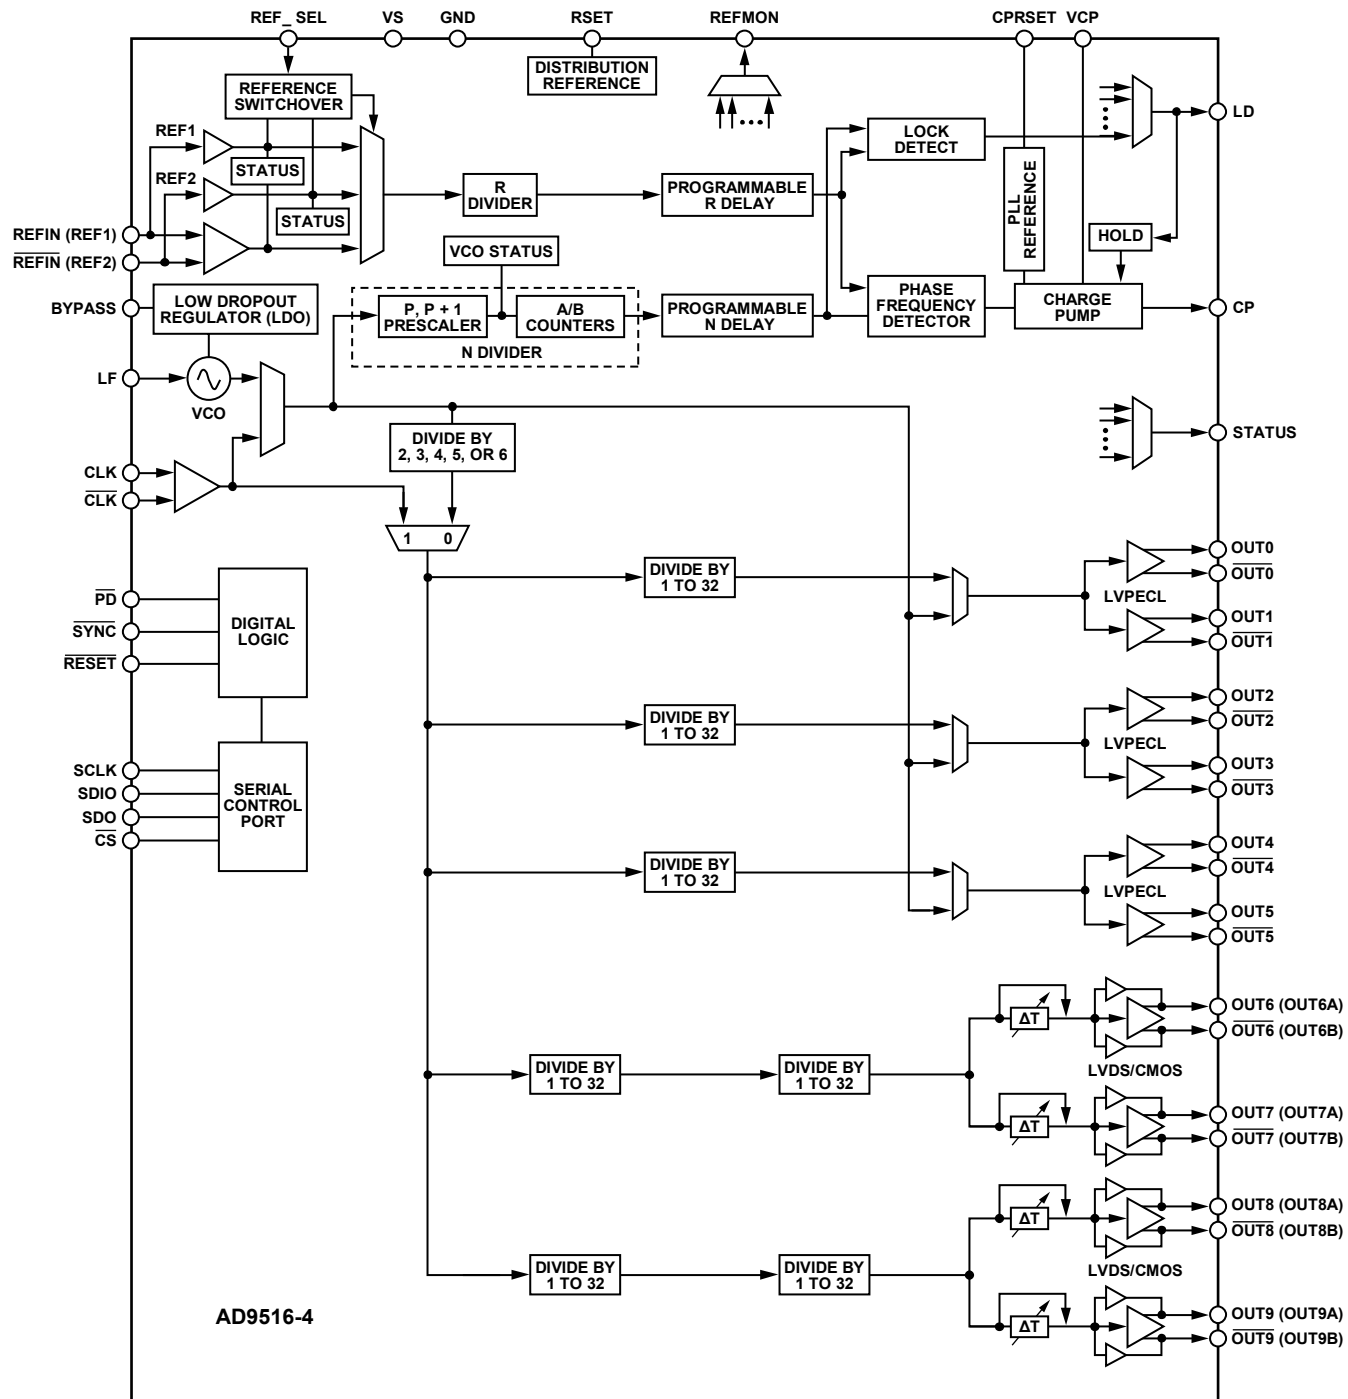 REF_ SEL VS GND RSET REFMON CPRSET VCP
DISTRIBUTION
REFERENCE
REFERENCE
SWITCHOVER
REF1
STATUS
REF2
STATUS
REFIN (REF1)
REFIN (REF2)
R
DIVIDER
PROGRAMMABLE
R DELAY
LOCK
DETECT
LD
PLL
REFERENCE
HOLD
VCO STATUS
BYPASS
LOW DROPOUT
REGULATOR (LDO)
P, P + 1
PRESCALER
A/B
COUNTERS
N DIVIDER
PROGRAMMABLE
N DELAY
PHASE
FREQUENCY
DETECTOR
CHARGE
PUMP
CP
LF
VCO
STATUS
DIVIDE BY
2, 3, 4, 5, OR 6
CLK
CLK
1 0
DIVIDE BY
1 TO 32
LVPECL
OUT0
OUT0
OUT1
OUT1
PD
SYNC
RESET
DIGITAL
LOGIC
DIVIDE BY
1 TO 32
LVPECL
OUT2
OUT2
OUT3
OUT3
SCLK
SDIO
SDO
CS
SERIAL
CONTROL
PORT
DIVIDE BY
1 TO 32
LVPECL
OUT4
OUT4
OUT5
OUT5
DIVIDE BY
1 TO 32
DIVIDE BY
1 TO 32
ΔT
OUT6 (OUT6A)
OUT6 (OUT6B)
LVDS/CMOS
ΔT
OUT7 (OUT7A)
OUT7 (OUT7B)
DIVIDE BY
1 TO 32
DIVIDE BY
1 TO 32
ΔT
OUT8 (OUT8A)
OUT8 (OUT8B)
LVDS/CMOS
ΔT
OUT9 (OUT9A)
OUT9 (OUT9B)
AD9516-4